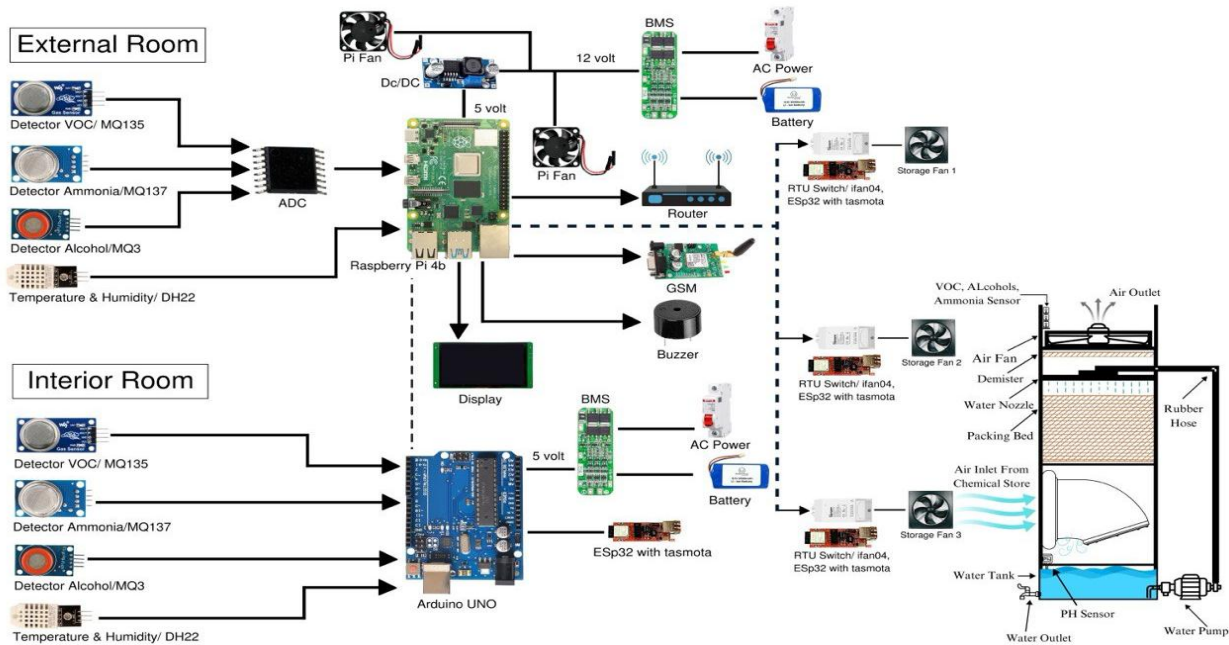 External Room
Detector VOC/ MQ135
Detector Ammonia/MQ137
Detector Alcohol/MQ3
Temperature & Humidity/ DH22
ADC
Pi Fan
Dc/DC
5 volt
12 volt
BMS
AC Power
Battery
Pi Fan
Raspberry Pi 4b
Router
GSM
Buzzer
Display
RTU Switch/ ifan04,
ESp32 with tasmota
Storage Fan 1
RTU Switch/ ifan04,
ESp32 with tasmota
Storage Fan 2
RTU Switch/ ifan04,
ESp32 with tasmota
Storage Fan 3
Interior Room
Detector VOC/ MQ135
Detector Ammonia/MQ137
Detector Alcohol/MQ3
Temperature & Humidity/ DH22
Arduino UNO
5 volt
BMS
AC Power
Battery
ESp32 with tasmota
VOC, ALcohols,
Ammonia Sensor
Air Outlet
Air Fan
Demister
Water Nozzle
Packing Bed
Rubber
Hose
Air Inlet From
Chemical Store
Water Tank
PH Sensor
Water Outlet
Water Pump